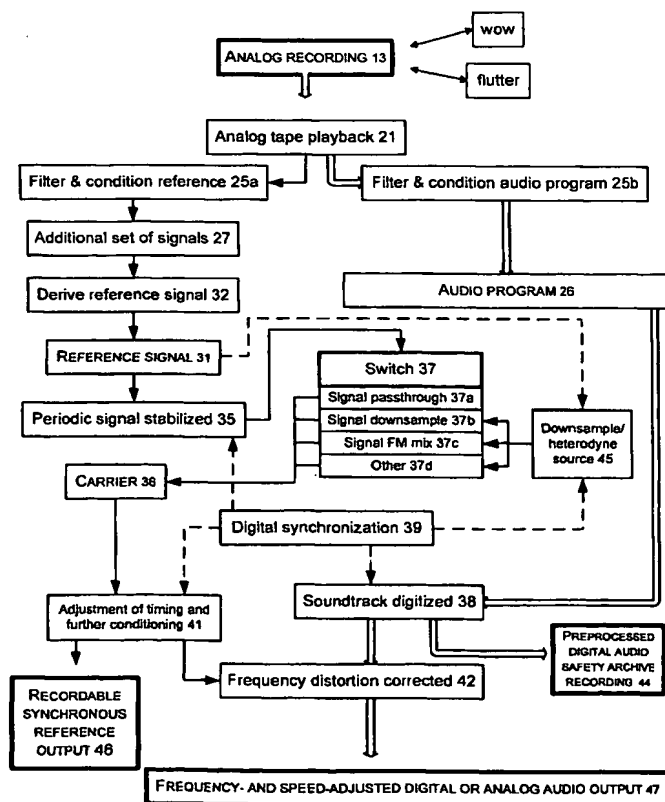 wow
ANALOG RECORDING 13
flutter
Analog tape playback 21
Filter & condition reference 25a
Filter & condition audio program 25b
Additional set of signals 27
Derive reference signal 32
AUDIO PROGRAM 26
REFERENCE SIGNAL 31
Switch 37
Signal passthrough 37a
Periodic signal stabilized 35
Signal downsample 37b
Signal FM mix 37c
Other 37d
Downsample/
heterodyne
source 45
CARRIER 36
Digital synchronization 39
Adjustment of timing and
further conditioning 41
Soundtrack digitized 38
PREPROCESSED
DIGITAL AUDIO
SAFETY ARCHIVE
RECORDING 44
RECORDABLE
SYNCHRONOUS
REFERENCE
OUTPUT 46
Frequency distortion corrected 42
FREQUENCY- AND SPEED-ADJUSTED DIGITAL OR ANALOG AUDIO OUTPUT 47